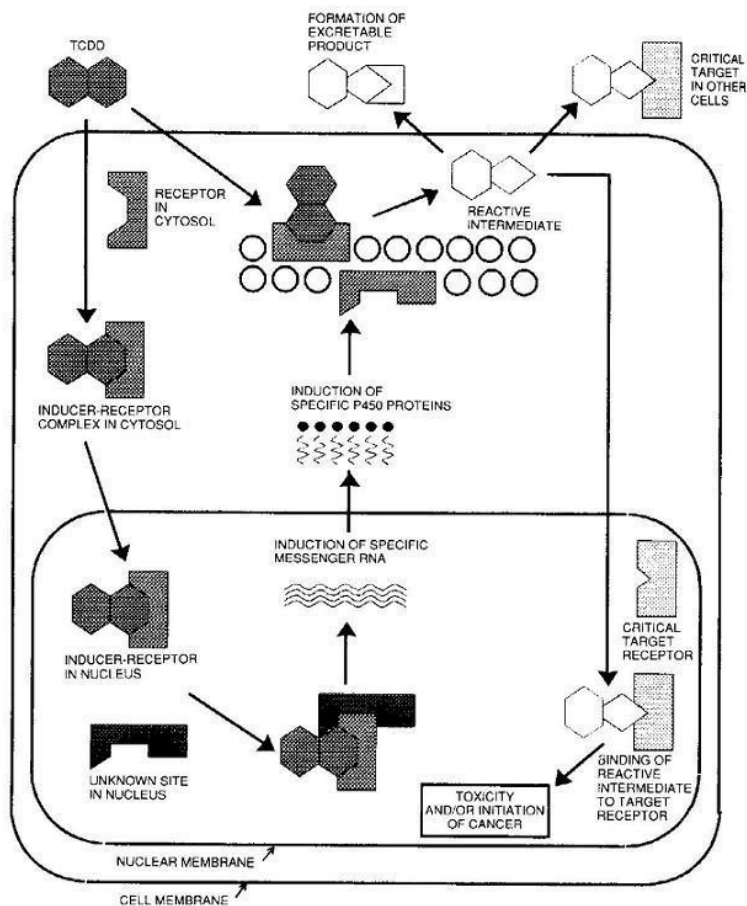 TCDD
FORMATION OF
EXCRETABLE
PRODUCT
CRITICAL
TARGET
IN OTHER
CELLS
RECEPTOR
IN
CYTOSOL
REACTIVE
INTERMEDIATE
INDUCER-RECEPTOR
COMPLEX IN CYTOSOL
INDUCTION OF
SPECIFIC P450 PROTEINS
INDUCTION OF SPECIFIC
MESSENGER RNA
CRITICAL
TARGET
RECEPTOR
INDUCER-RECEPTOR
IN NUCLEUS
UNKNOWN SITE
IN NUCLEUS
BINDING OF
REACTIVE
INTERMEDIATE
TO TARGET
RECEPTOR
TOXICITY
AND/OR INITIATION
OF CANCER
NUCLEAR MEMBRANE
CELL MEMBRANE